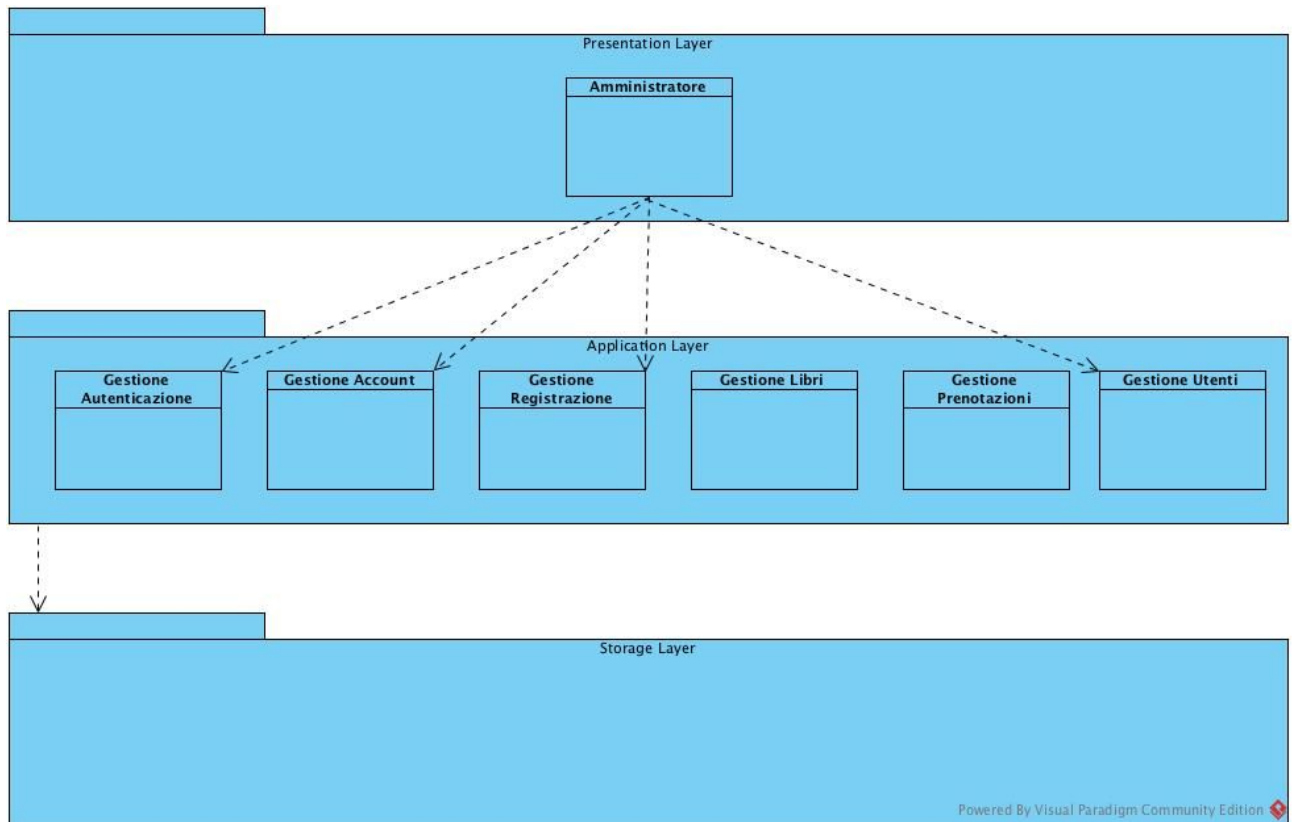 Presentation Layer
Amministratore
Application Layer
Gestione
Autenticazione
Gestione Account
Gestione
Registrazione
Gestione Libri
Gestione
Prenotazioni
Gestione Utenti
Storage Layer
Powered By Visual Paradigm Community Edition